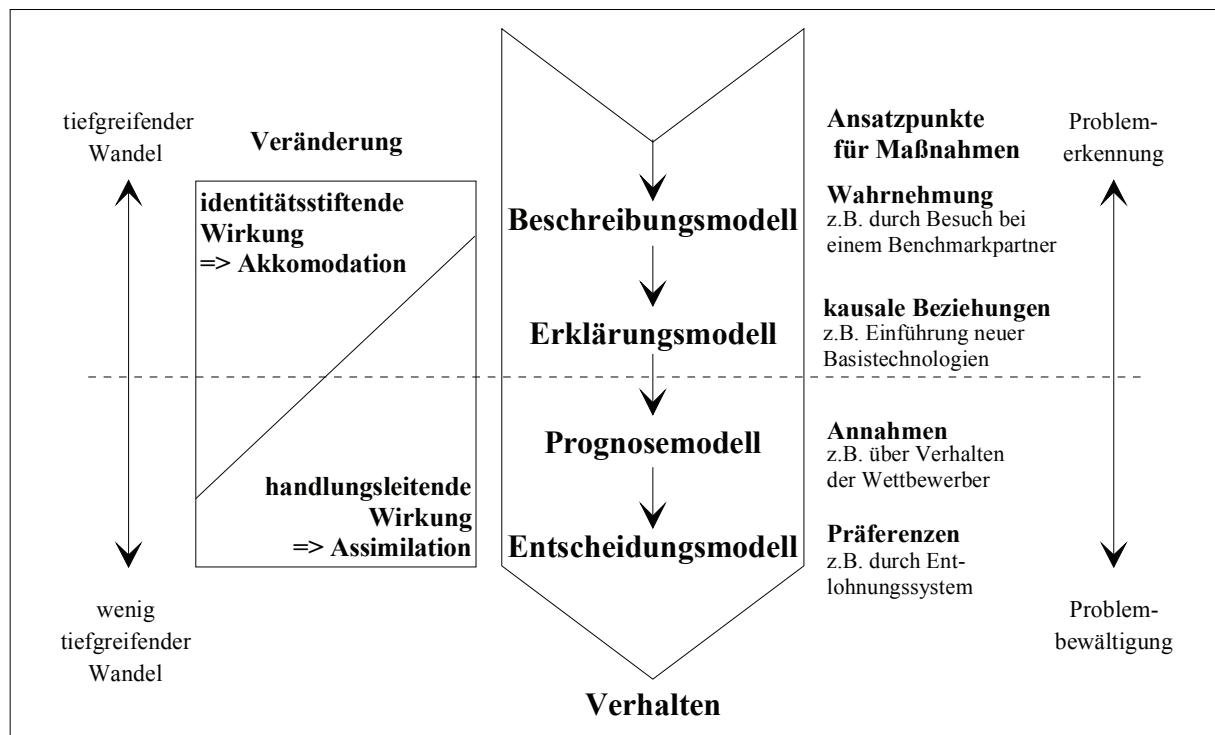 tiefgreifender
Wandel
Veränderung
identitätsstiftende
Wirkung
=> Akkomodation
handlungsleitende
Wirkung
=> Assimilation
wenig
tiefgreifender
Wandel
Beschreibungsmodell
Erklärungsmodell
Prognosemodell
Entscheidungsmodell
Verhalten
Ansatzpunkte
für Maßnahmen
Wahrnehmung
z.B. durch Besuch bei
einem Benchmarkpartner
kausale Beziehungen
z.B. Einführung neuer
Basistechnologien
Annahmen
z.B. über Verhalten
der Wettbewerber
Präferenzen
z.B. durch Ent-
lohnungssystem
Problem-
erkennung
Problem-
bewältigung